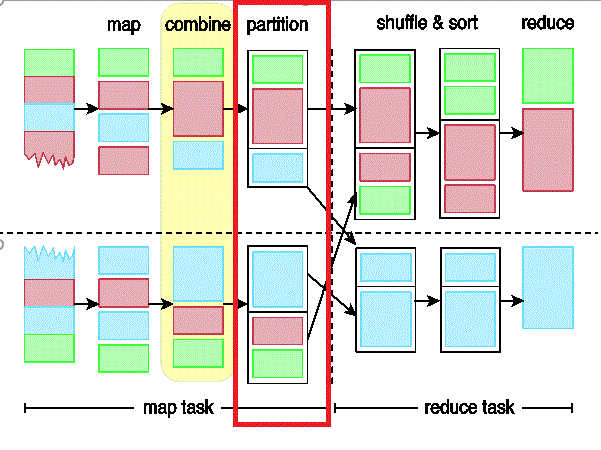 map combine partition shuffle & sort reduce
map task reduce task